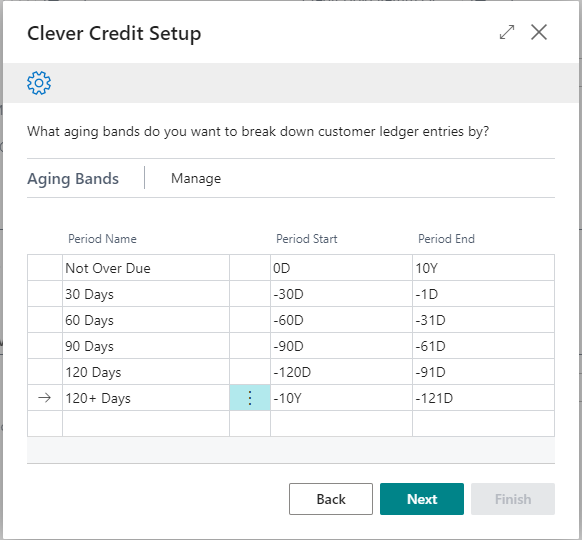 Clever Credit Setup
What aging bands do you want to break down customer ledger entries by?
Aging Bands Manage
Period Name Period Start Period End
Not Over Due 0D 10Y
30 Days -30D -1D
60 Days -60D -31D
90 Days -90D -61D
120 Days -120D -91D
120+ Days -10Y -121D
Back Next Finish